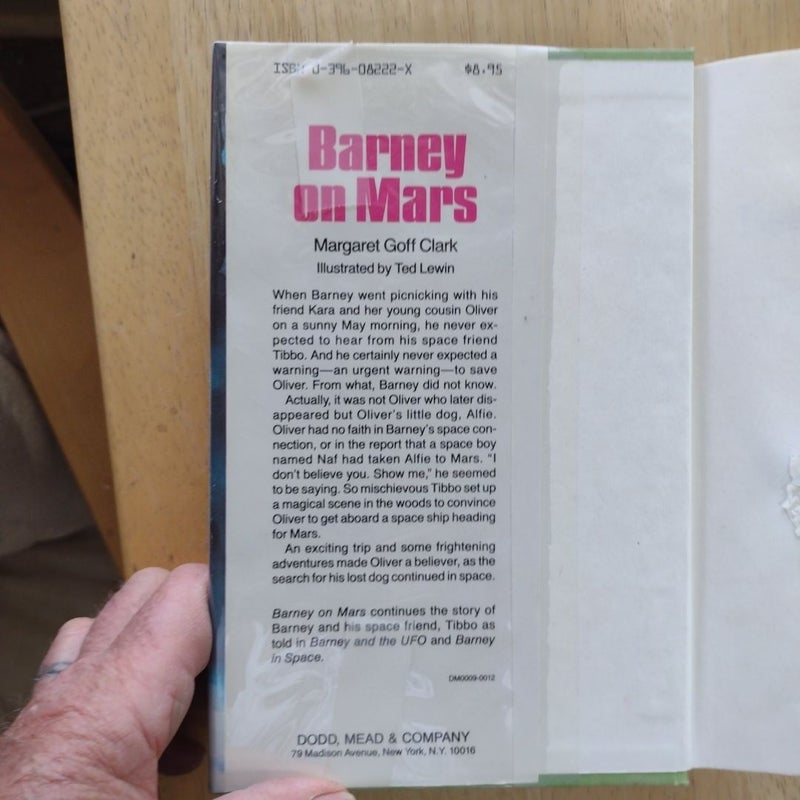 ISBN 0-396-08222-X $8.95
Barney
on Mars
Margaret Goff Clark
Illustrated by Ted Lewin
When Barney went picnicking with his
friend Kara and her young cousin Oliver
on a sunny May morning, he never ex-
pected to hear from his space friend
Tibbo. And he certainly never expected a
warning—an urgent warning—to save
Oliver. From what, Barney did not know.
Actually, it was not Oliver who later dis-
appeared but Oliver's little dog, Alfie.
Oliver had no faith in Barney's space con-
nection, or in the report that a space boy
named Naf had taken Alfie to Mars. "I
don't believe you. Show me," he seemed
to be saying. So mischievous Tibbo set up
a magical scene in the woods to convince
Oliver to get aboard a space ship heading
for Mars.
An exciting trip and some frightening
adventures made Oliver a believer, as the
search for his lost dog continued in space.
Barney on Mars continues the story of
Barney and his space friend, Tibbo as
told in Barney and the UFO and Barney
in Space.
DM0009-0012
DODD, MEAD & COMPANY
79 Madison Avenue, New York, N.Y. 10016